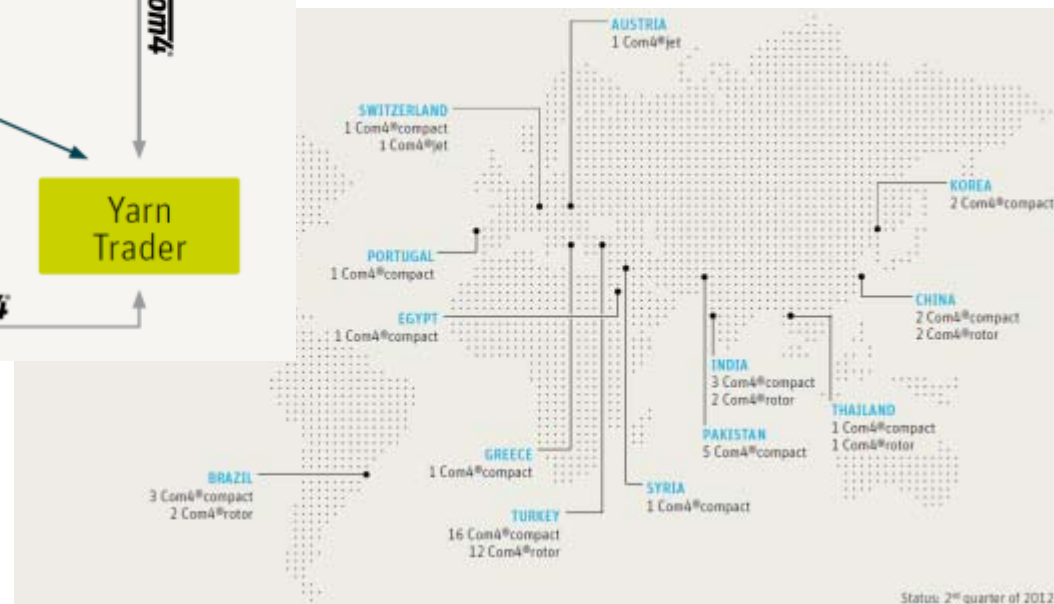 om4®
Yarn
Trader
4®
AUSTRIA
1 Com4®jet
SWITZERLAND
1 Com4®compact
1 Com4®jet
KOREA
2 Com4®compact
PORTUGAL
1 Com4®compact
CHINA
2 Com4®compact
2 Com4®rotor
EGYPT
1 Com4®compact
INDIA
3 Com4®compact
2 Com4®rotor
THAILAND
1 Com4®compact
1 Com4®rotor
PAKISTAN
5 Com4®compact
GREECE
1 Com4®compact
BRAZIL
3 Com4®compact
2 Com4®rotor
SYRIA
1 Com4®compact
TURKEY
16 Com4®compact
12 Com4®rotor
Status: 2nd quarter of 2012